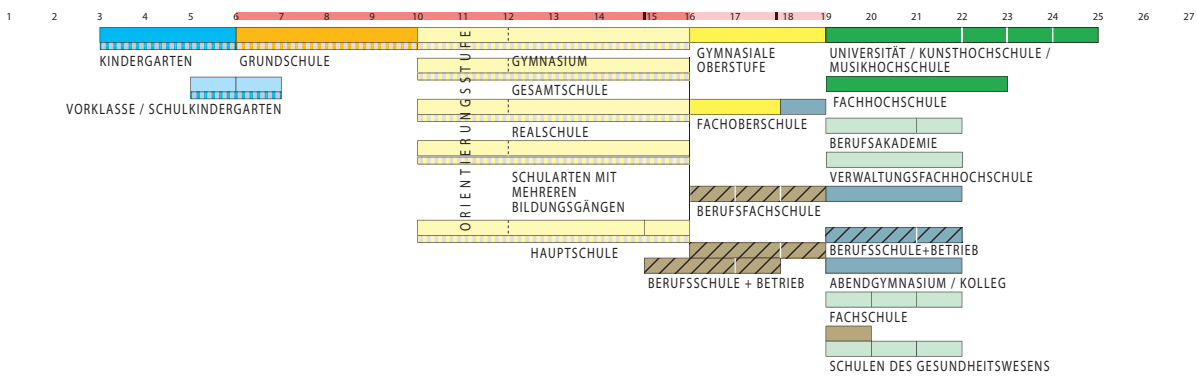 1 2 3 4 5 6 7 8 9 10 11 12 13 14 15 16 17 18 19 20 21 22 23 24 25 26 27
KINDERGARTEN
GRUNDSCHULE
VORKLASSE / SCHULKINDERGARTEN
ORIENTIERUNGSSTUFE
GYMNASIUM
GESAMTSCHULE
REALSCHULE
SCHULARTEN MIT
MEHREREN
BILDUNGSGÄNGEN
HAUPTSCHULE
GYMNASIALE
OBERSTUFE
FACHOBERSCHULE
BERUFSFACHSCHULE
BERUFSSCHULE + BETRIEB
UNIVERSITÄT / KUNSTHOCHSCHULE /
MUSIKHOCHSCHULE
FACHHOCHSCHULE
BERUFSAKADEMIE
VERWALTUNGSFACHHOCHSCHULE
BERUFSSCHULE+BETRIEB
ABENDGYMNASIUM / KOLLEG
FACHSCHULE
SCHULEN DES GESUNDHEITSWESENS